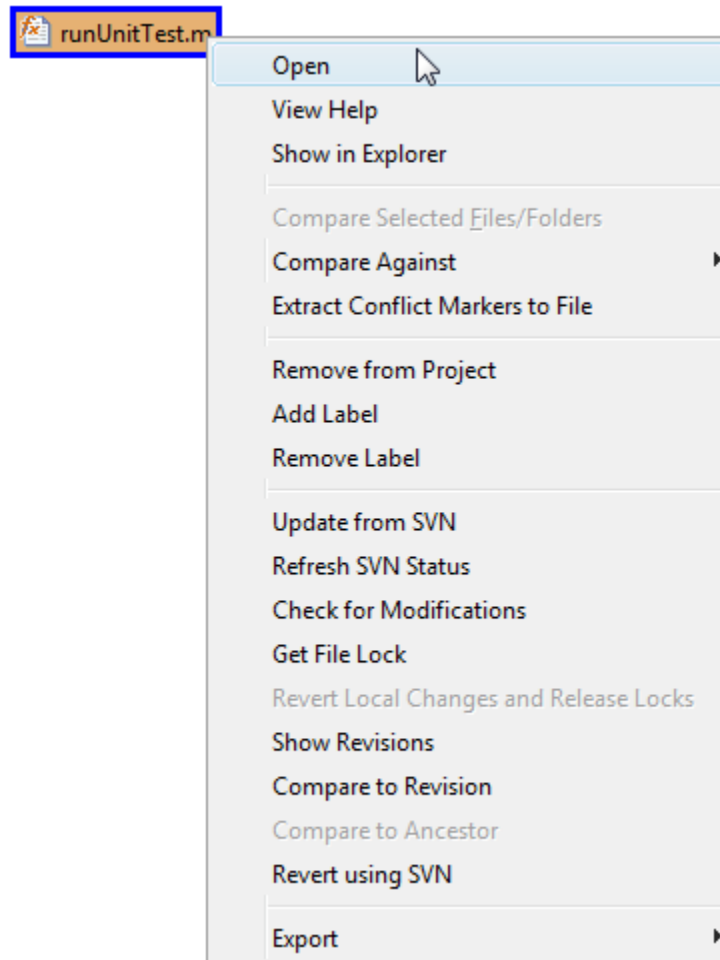 runUnitTest.m
Open
View Help
Show in Explorer
Compare Selected Files/Folders
Compare Against
Extract Conflict Markers to File
Remove from Project
Add Label
Remove Label
Update from SVN
Refresh SVN Status
Check for Modifications
Get File Lock
Revert Local Changes and Release Locks
Show Revisions
Compare to Revision
Compare to Ancestor
Revert using SVN
Export